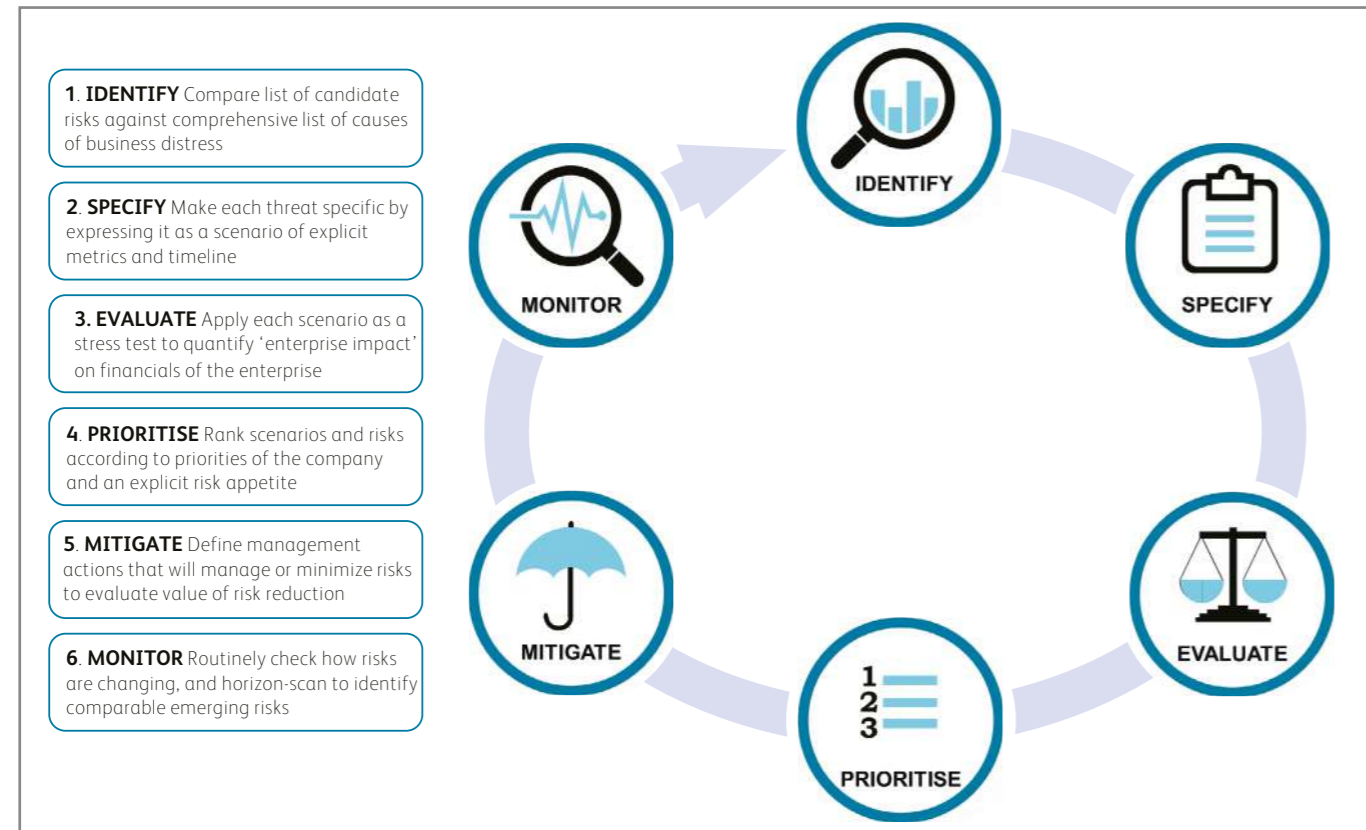 1. IDENTIFY Compare list of candidate
risks against comprehensive list of causes
of business distress
2. SPECIFY Make each threat specific by
expressing it as a scenario of explicit
metrics and timeline
3. EVALUATE Apply each scenario as a
stress test to quantify ‘enterprise impact’
on financials of the enterprise
4. PRIORITISE Rank scenarios and risks
according to priorities of the company
and an explicit risk appetite
5. MITIGATE Define management
actions that will manage or minimize risks
to evaluate value of risk reduction
6. MONITOR Routinely check how risks
are changing, and horizon-scan to identify
comparable emerging risks
IDENTIFY
SPECIFY
EVALUATE
1
2
3
PRIORITISE
MITIGATE
MONITOR